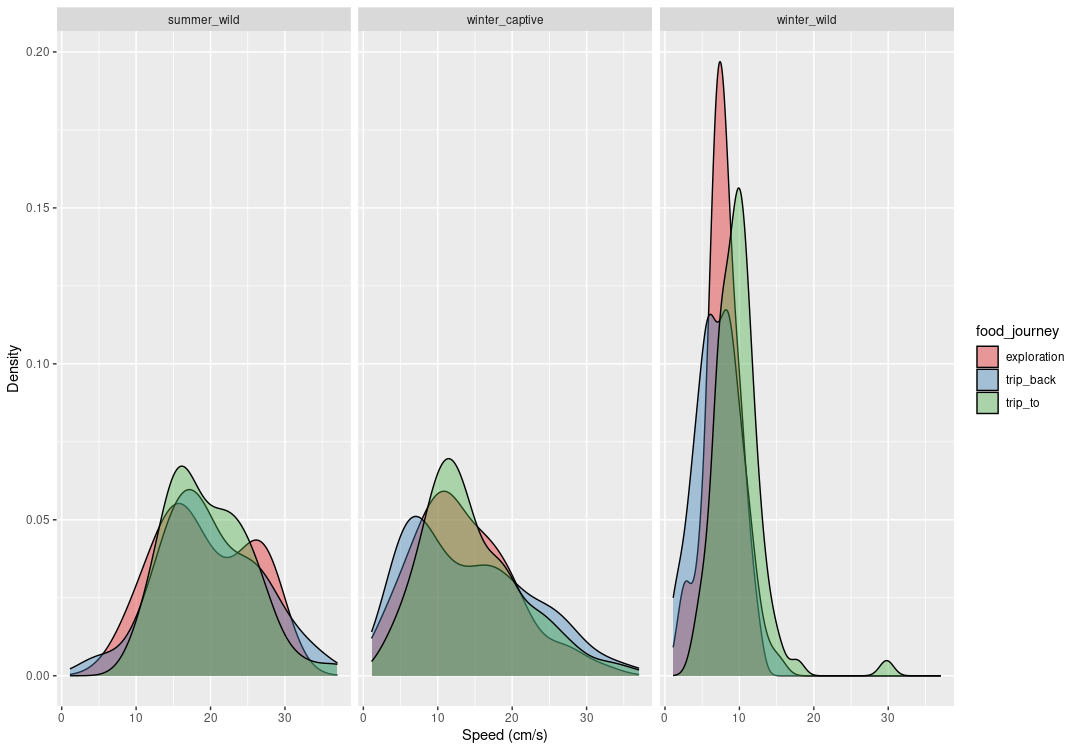 summer_wild
winter_captive
winter_wild
0.20
0.15
0.10
0.05
0.00
Density
0
10
20
30
0
10
20
30
0
10
20
30
Speed (cm/s)
food_journey
exploration
trip_back
trip_to